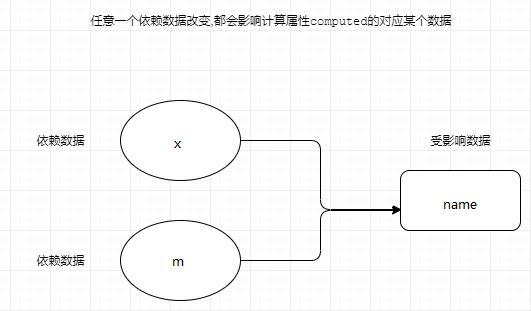 任意一个依赖数据改变,都会影响计算属性computed的对应某个数据
依赖数据
x
受影响数据
name
依赖数据
m